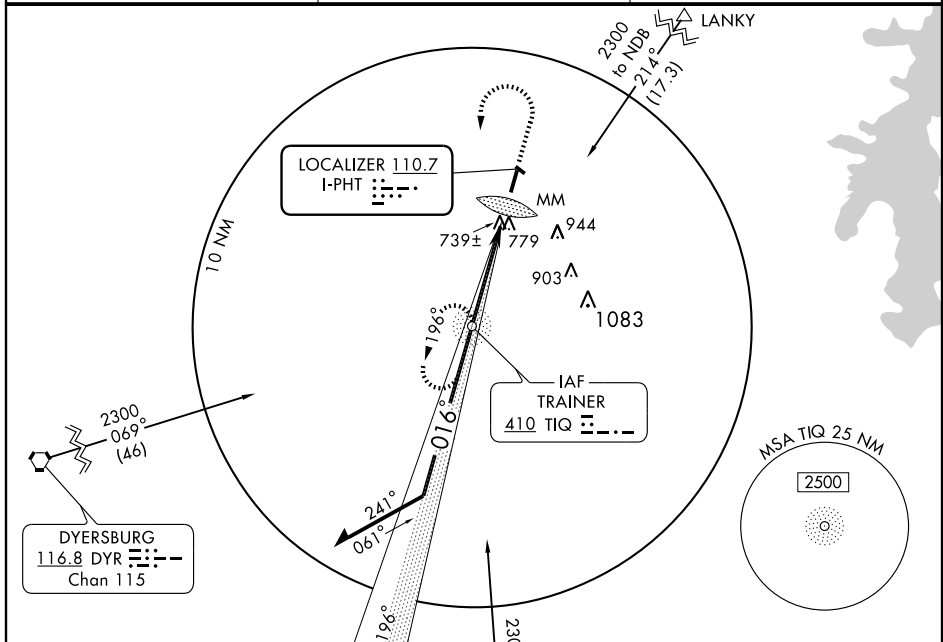 LANKY
2300
to NDB
214°
(17.3)
LOCALIZER 110.7
I-PHT
MM
739±
779
944
903
1083
10 NM
196°
IAF
TRAINER
410 TIQ
016°
2300
069°
(46)
MSA TIQ 25 NM
2500
241°
061°
DYERSBURG
116.8 DYR
Chan 115
196°